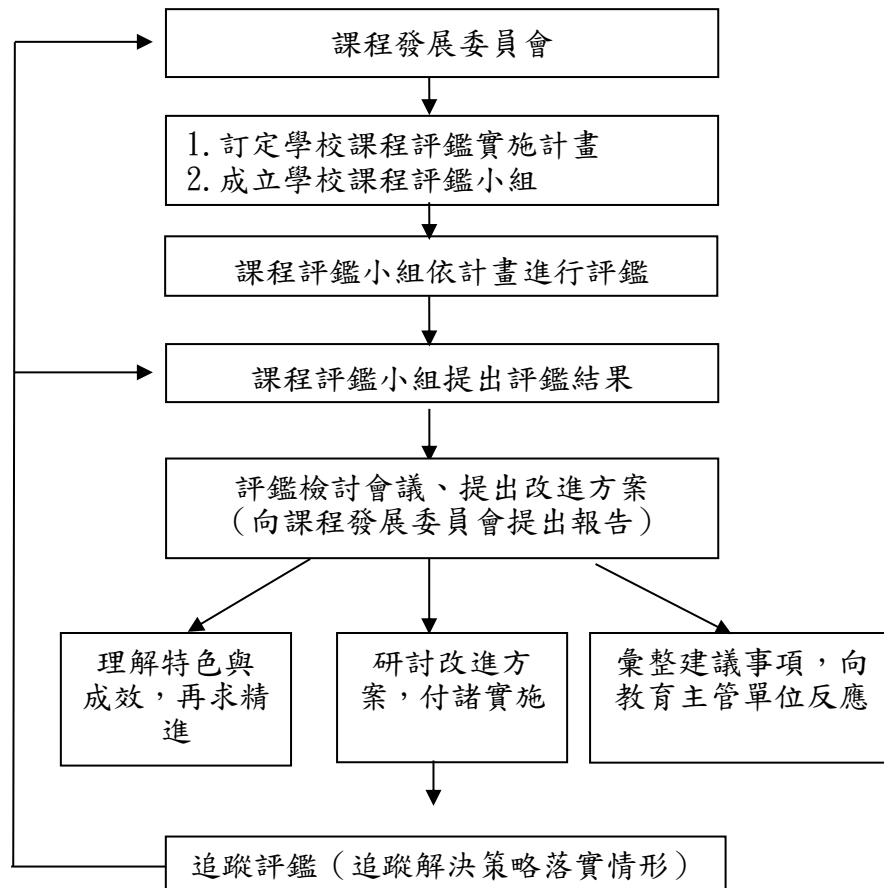 課程發展委員會
1.訂定學校課程評鑑實施計畫
2.成立學校課程評鑑小組
課程評鑑小組依計畫進行評鑑
課程評鑑小組提出評鑑結果
評鑑檢討會議、提出改進方案
（向課程發展委員會提出報告）
理解特色與
成效，再求精
進
研討改進方
案，付諸實施
彙整建議事項，向
教育主管單位反應
追蹤評鑑（追蹤解決策略落實情形）